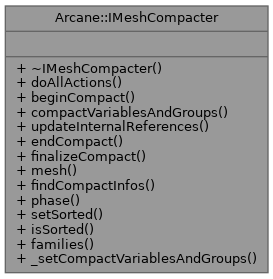 Arcane::IMeshCompacter
+ ~IMeshCompacter()
+ doAllActions()
+ beginCompact()
+ compactVariablesAndGroups()
+ updateInternalReferences()
+ endCompact()
+ finalizeCompact()
+ mesh()
+ findCompactInfos()
+ phase()
+ setSorted()
+ isSorted()
+ families()
+ _setCompactVariablesAndGroups()